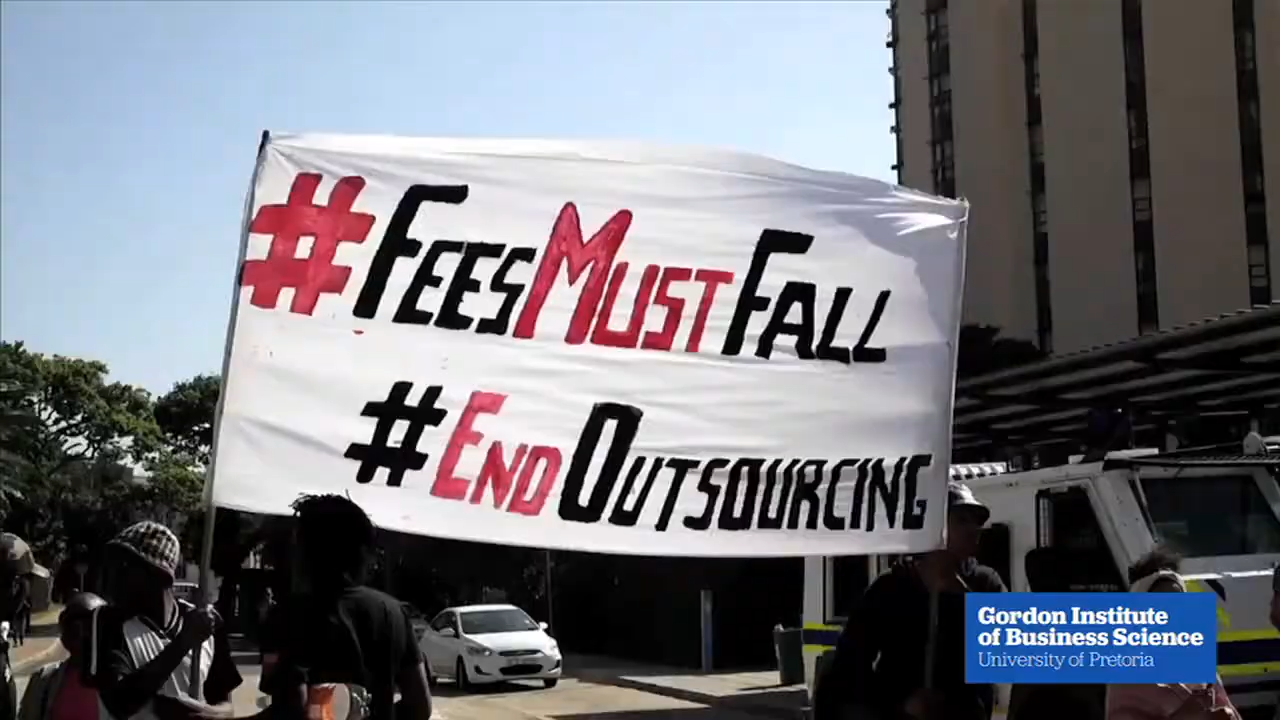 #FEESMUSTFALL
#ENDOUTSOURCING
Gordon Institute
of Business Science
University of Pretoria